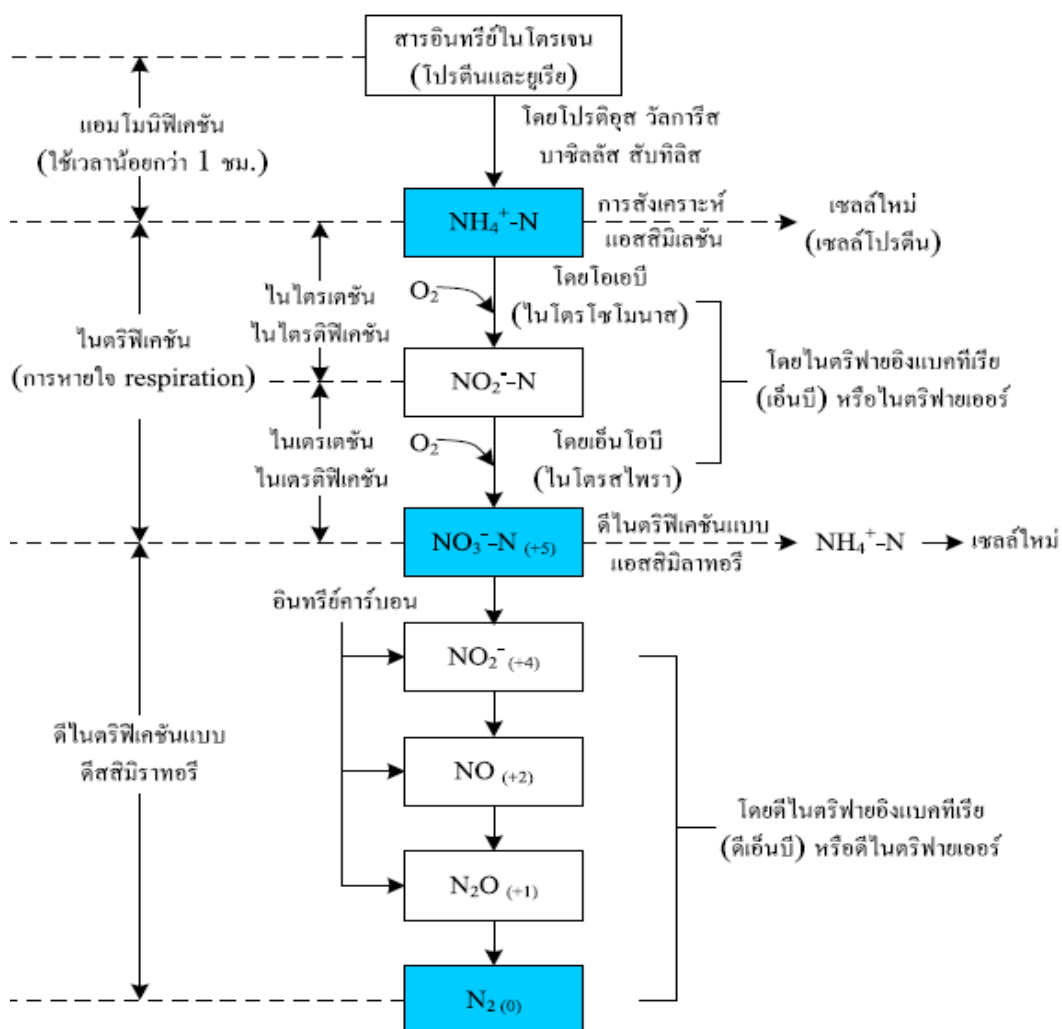 สารอินทรีย์ไนโตรเจน
(โปรตีนและยูเรีย)
แอมโมนิฟิเคชัน
(ใช้เวลาน้อยกว่า 1 ชม.)
โดยโปรติอุส วัลการีส
บาซิลลัส สับทิลิส
NH₄⁺-N
การสังเคราะห์
แอสสิมิเลชัน
เซลล์ใหม่
(เซลล์โปรตีน)
O₂
โดยโอเอบี
(ไนโตรโซโมนาส)
ไนไตรเตชัน
ไนไตรติฟิเคชัน
ไนตริฟิเคชัน
(การหายใจ respiration)
NO₂⁻-N
โดยไนตริฟายอิงแบคทีเรีย
(เอ็นบี) หรือไนตริฟายเออร์
ไนเตรเตชัน
ไนเตรติฟิเคชัน
O₂
โดยเอ็นโอบี
(ไนโตรสไพรา)
NO₃⁻-N (+5)
ดีไนตริฟิเคชันแบบ
แอสสิมิลาทอรี
NH₄⁺-N
เซลล์ใหม่
อินทรีย์คาร์บอน
NO₂⁻ (+4)
ดีไนตริฟิเคชันแบบ
ดีสสิมิราทอรี
NO (+2)
โดยดีไนตริฟายอิงแบคทีเรีย
(ดีเอ็นบี) หรือดีไนตริฟายเออร์
N₂O (+1)
N₂ (0)